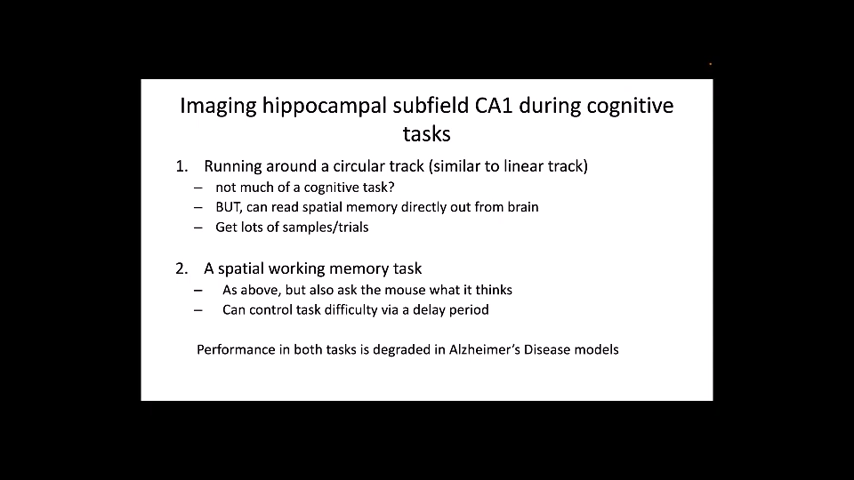 Imaging hippocampal subfield CA1 during cognitive
tasks
1. Running around a circular track (similar to linear track)
– not much of a cognitive task?
– BUT, can read spatial memory directly out from brain
– Get lots of samples/trials
2. A spatial working memory task
– As above, but also ask the mouse what it thinks
– Can control task difficulty via a delay period
Performance in both tasks is degraded in Alzheimer’s Disease models